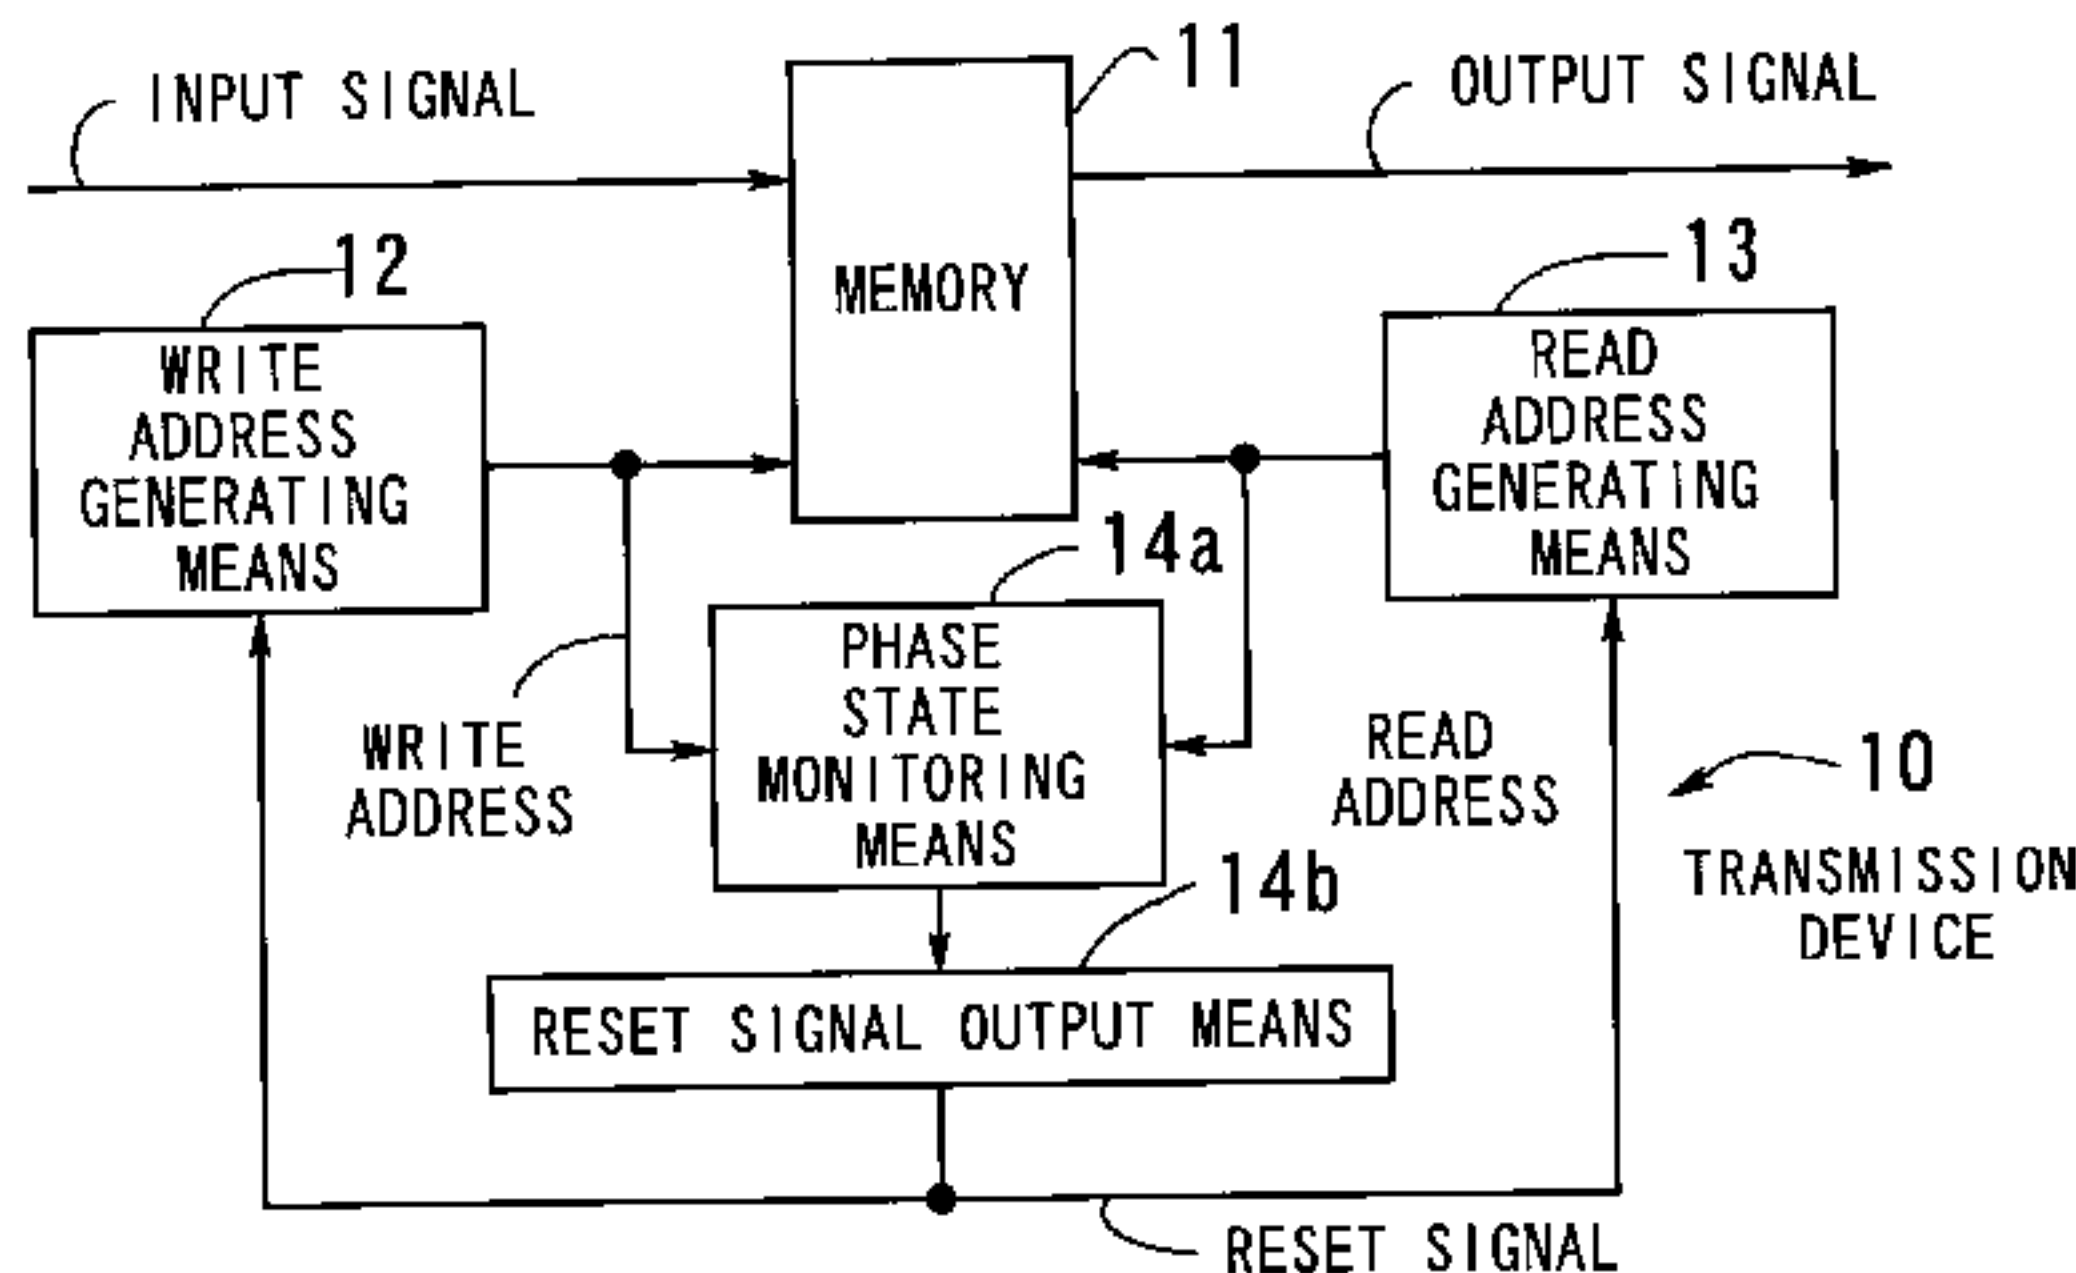 INPUT SIGNAL
11
OUTPUT SIGNAL
12
MEMORY
13
WRITE
ADDRESS
GENERATING
MEANS
READ
ADDRESS
GENERATING
MEANS
14a
PHASE
STATE
MONITORING
MEANS
WRITE
ADDRESS
READ
ADDRESS
10
TRANSMISSION
DEVICE
14b
RESET SIGNAL OUTPUT MEANS
RESET SIGNAL